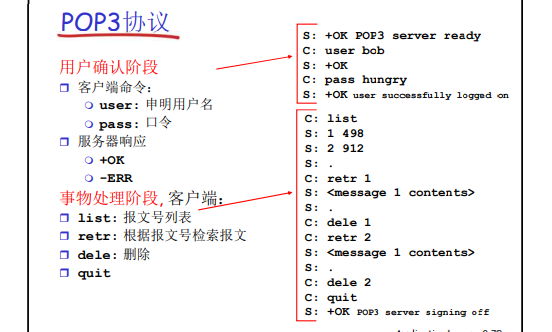 POP3协议
用户确认阶段
❒ 客户端命令:
❍ user: 申明用户名
❍ pass: 口令
❒ 服务器响应
❍ +OK
❍ -ERR
事物处理阶段, 客户端:
❒ list: 报文号列表
❒ retr: 根据报文号检索报文
❒ dele: 删除
❒ quit
S: +OK POP3 server ready
C: user bob
S: +OK
C: pass hungry
S: +OK user successfully logged on
C: list
S: 1 498
S: 2 912
S: .
C: retr 1
S: <message 1 contents>
S: .
C: dele 1
C: retr 2
S: <message 1 contents>
S: .
C: dele 2
C: quit
S: +OK POP3 server signing off